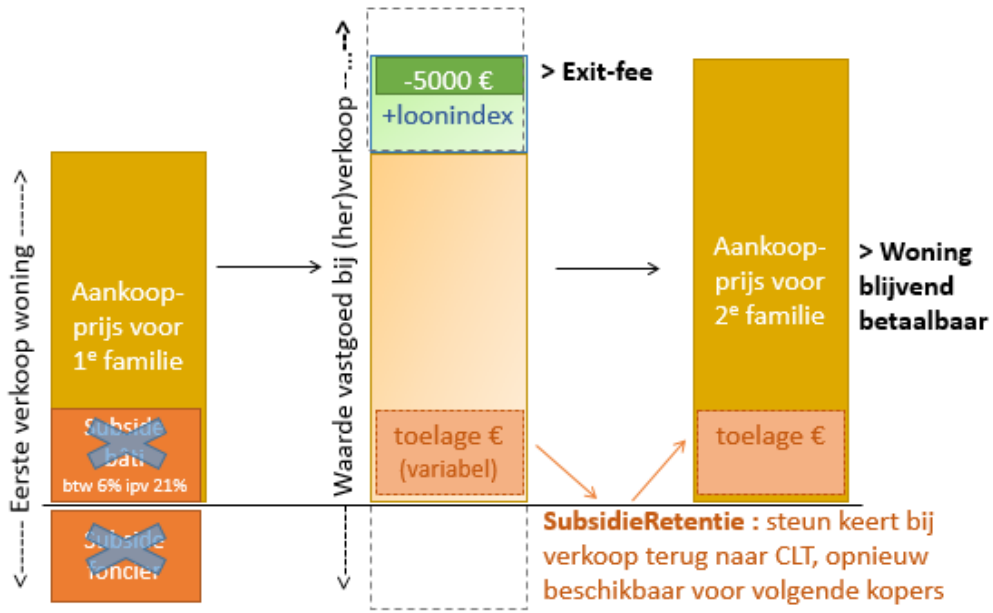 <------ Eerste verkoop woning ------>
Aankoop-
prijs voor
1e familie
Subside
bâti
btw 6% ipv 21%
Subside
foncier
<------ Waarde vastgoed bij (her)verkoop --...-->
-5000 €
+loonindex
> Exit-fee
toelage €
(variabel)
Aankoop-
prijs voor
2e familie
toelage €
> Woning
blijvend
betaalbaar
SubsidieRetentie : steun keert bij
verkoop terug naar CLT, opnieuw
beschikbaar voor volgende kopers